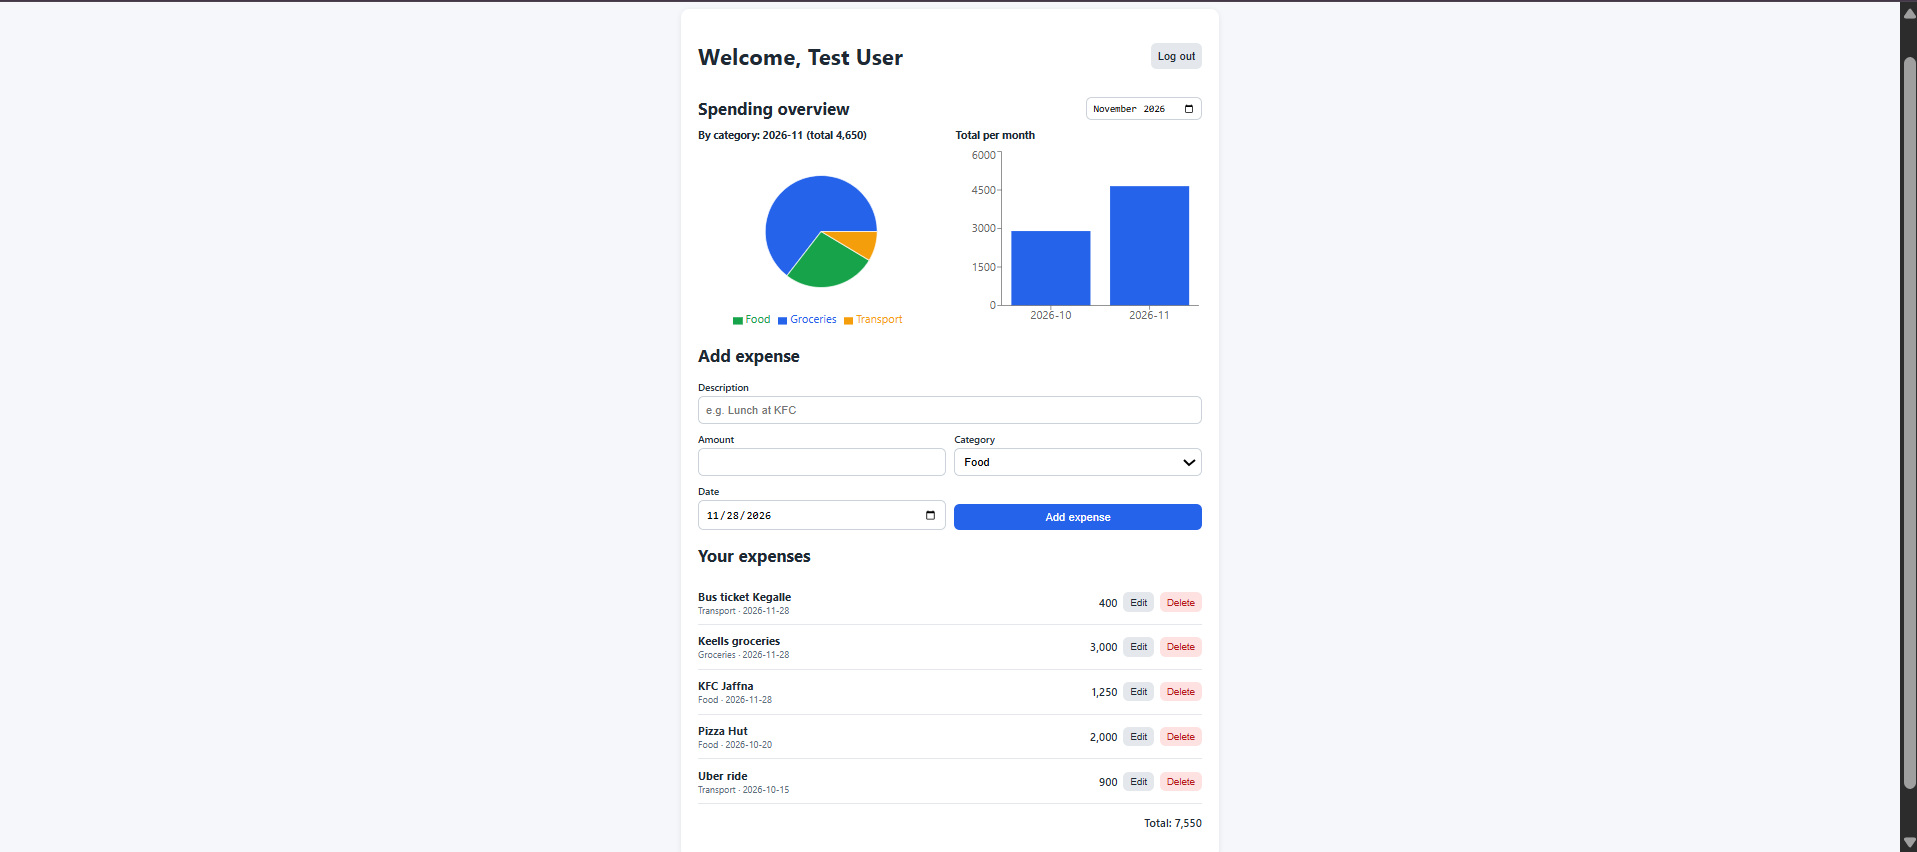 Welcome, Test User
Log out
Spending overview
November 2026
By category: 2026-11 (total 4,650)
Total per month
6000
4500
3000
1500
0
2026-10
2026-11
Food
Groceries
Transport
Add expense
Description
e.g. Lunch at KFC
Amount
Category
Food
Date
11/28/2026
Add expense
Your expenses
Bus ticket Kegalle
Transport · 2026-11-28
400
Edit
Delete
Keells groceries
Groceries · 2026-11-28
3,000
Edit
Delete
KFC Jaffna
Food · 2026-11-28
1,250
Edit
Delete
Pizza Hut
Food · 2026-10-20
2,000
Edit
Delete
Uber ride
Transport · 2026-10-15
900
Edit
Delete
Total: 7,550